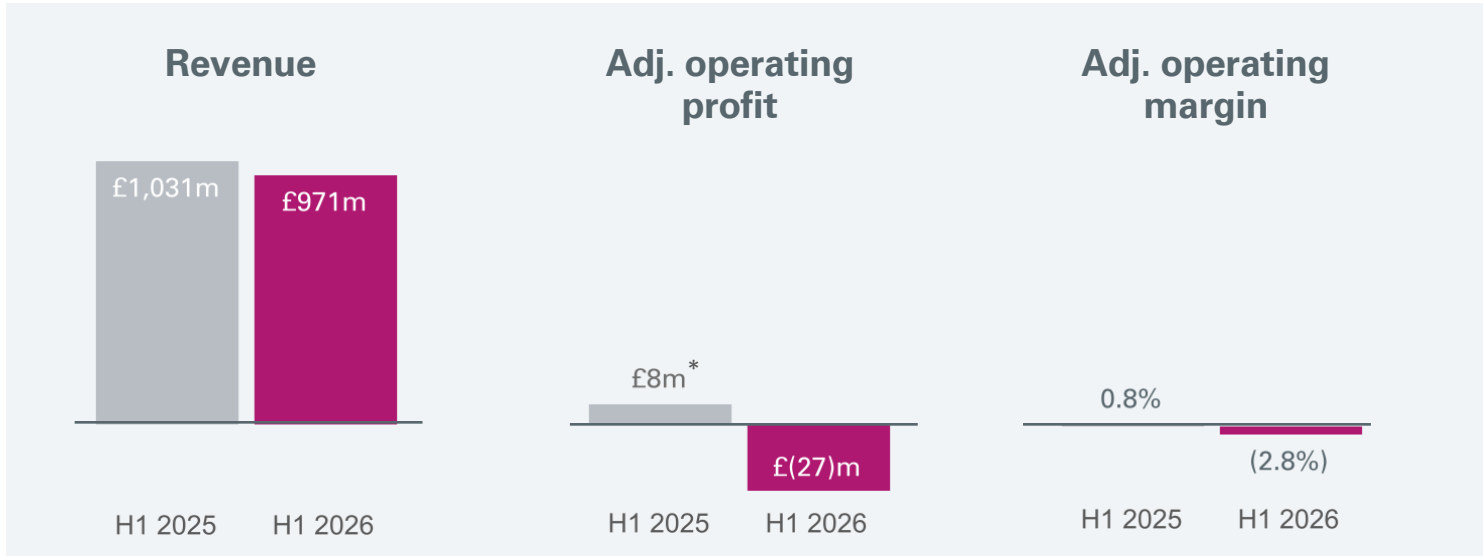 Revenue
£1,031m
£971m
H1 2025
H1 2026
Adj. operating
profit
£8m*
£(27)m
H1 2025
H1 2026
Adj. operating
margin
0.8%
(2.8%)
H1 2025
H1 2026